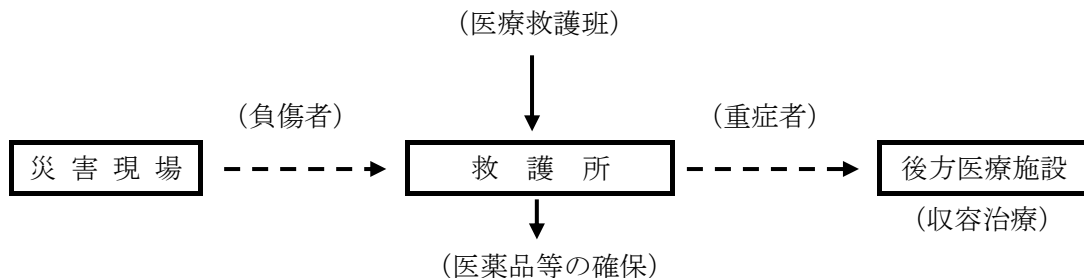 （医療救護班）
（負傷者）
（重症者）
災害現場
救護所
後方医療施設
（収容治療）
（医薬品等の確保）